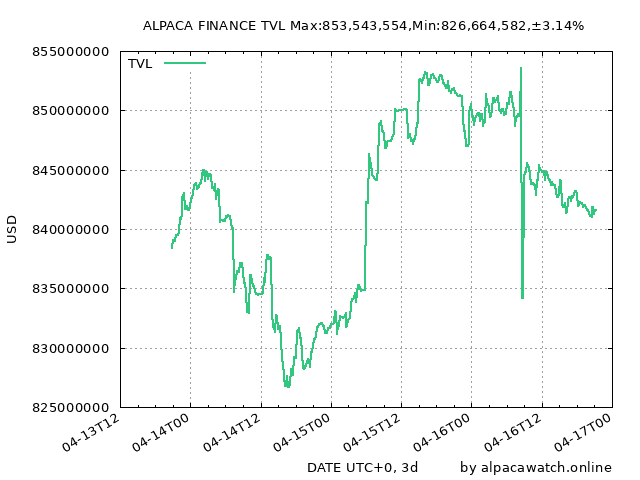 ALPACA FINANCE TVL Max:853,543,554,Min:826,664,582,±3.14%
855000000
TVL
850000000
845000000
840000000
835000000
830000000
825000000
USD
04-13T12
04-14T00
04-14T12
04-15T00
04-15T12
04-16T00
04-16T12
04-17T00
DATE UTC+0, 3d
by alpacawatch.online